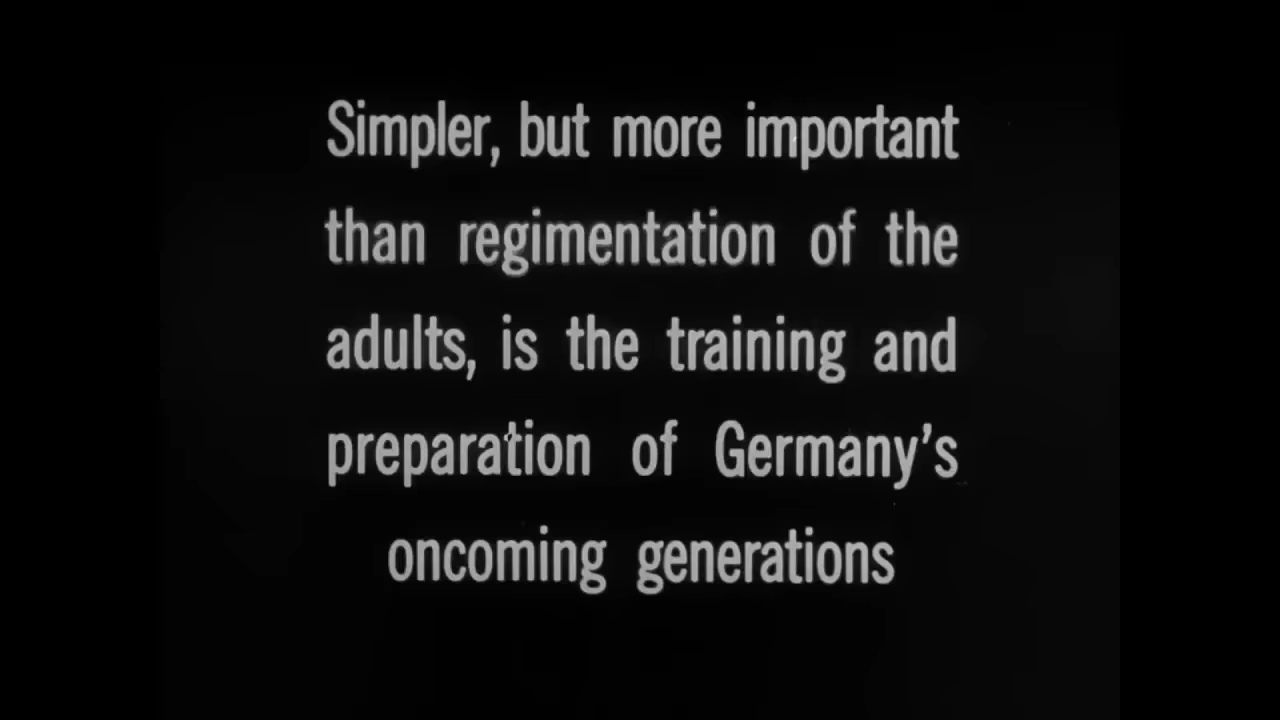 Simpler, but more important
than regimentation of the
adults, is the training and
preparation of Germany's
oncoming generations